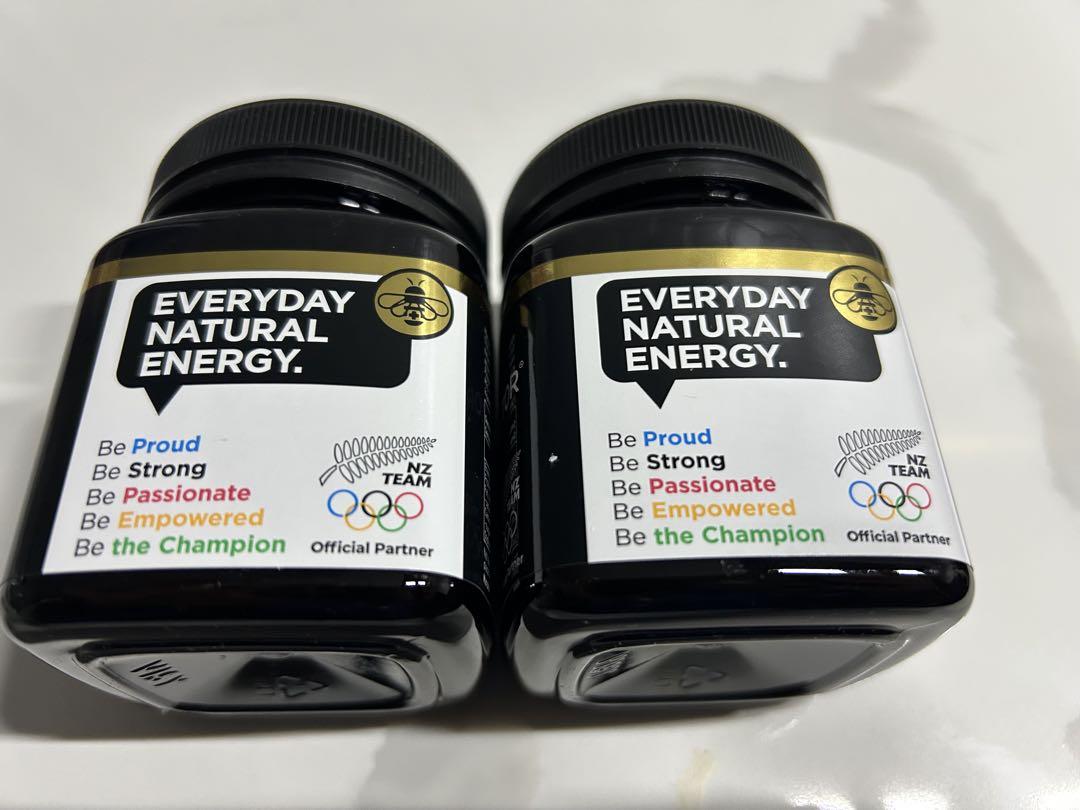 EVERYDAY
NATURAL
ENERGY.
Be Proud
Be Strong
Be Passionate
Be Empowered
Be the Champion
NZ
TEAM
Official Partner
EVERYDAY
NATURAL
ENERGY.
Be Proud
Be Strong
Be Passionate
Be Empowered
Be the Champion
NZ
TEAM
Official Partner